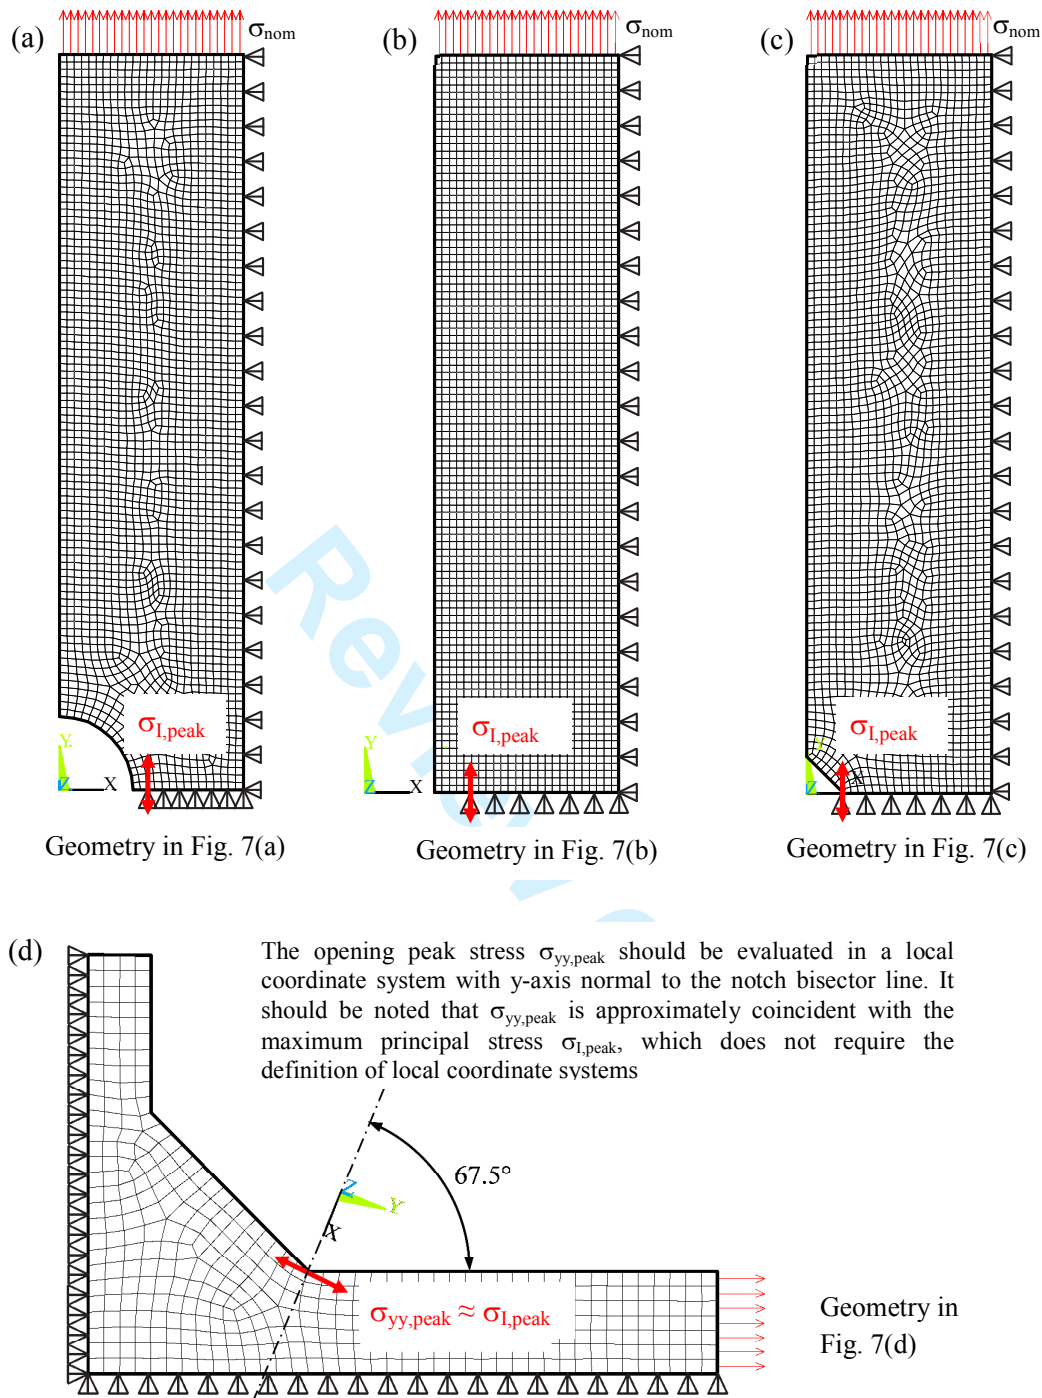 (a)
σnom
(b)
σnom
(c)
σnom
σI,peak
σI,peak
σI,peak
Y
Z
X
Y
Z
X
Y
Z
X
Geometry in Fig. 7(a)
Geometry in Fig. 7(b)
Geometry in Fig. 7(c)
(d)
The opening peak stress σyy,peak should be evaluated in a local
coordinate system with y-axis normal to the notch bisector line. It
should be noted that σyy,peak is approximately coincident with the
maximum principal stress σI,peak, which does not require the
definition of local coordinate systems
67.5°
Z
Y
X
σyy,peak ≈ σI,peak
Geometry in
Fig. 7(d)